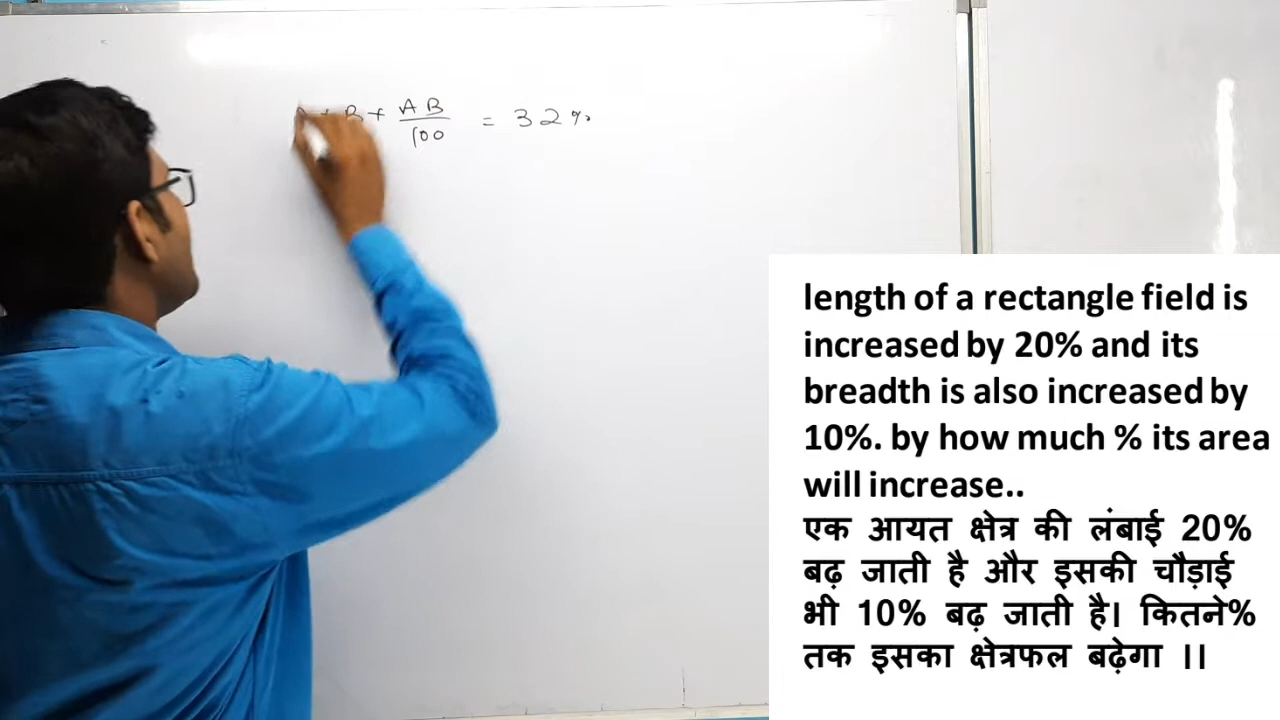 + B + AB/100 = 32%
length of a rectangle field is
increased by 20% and its
breadth is also increased by
10%. by how much % its area
will increase..
एक आयत क्षेत्र की लंबाई 20%
बढ़ जाती है और इसकी चौड़ाई
भी 10% बढ़ जाती है। कितने%
तक इसका क्षेत्रफल बढ़ेगा ।।